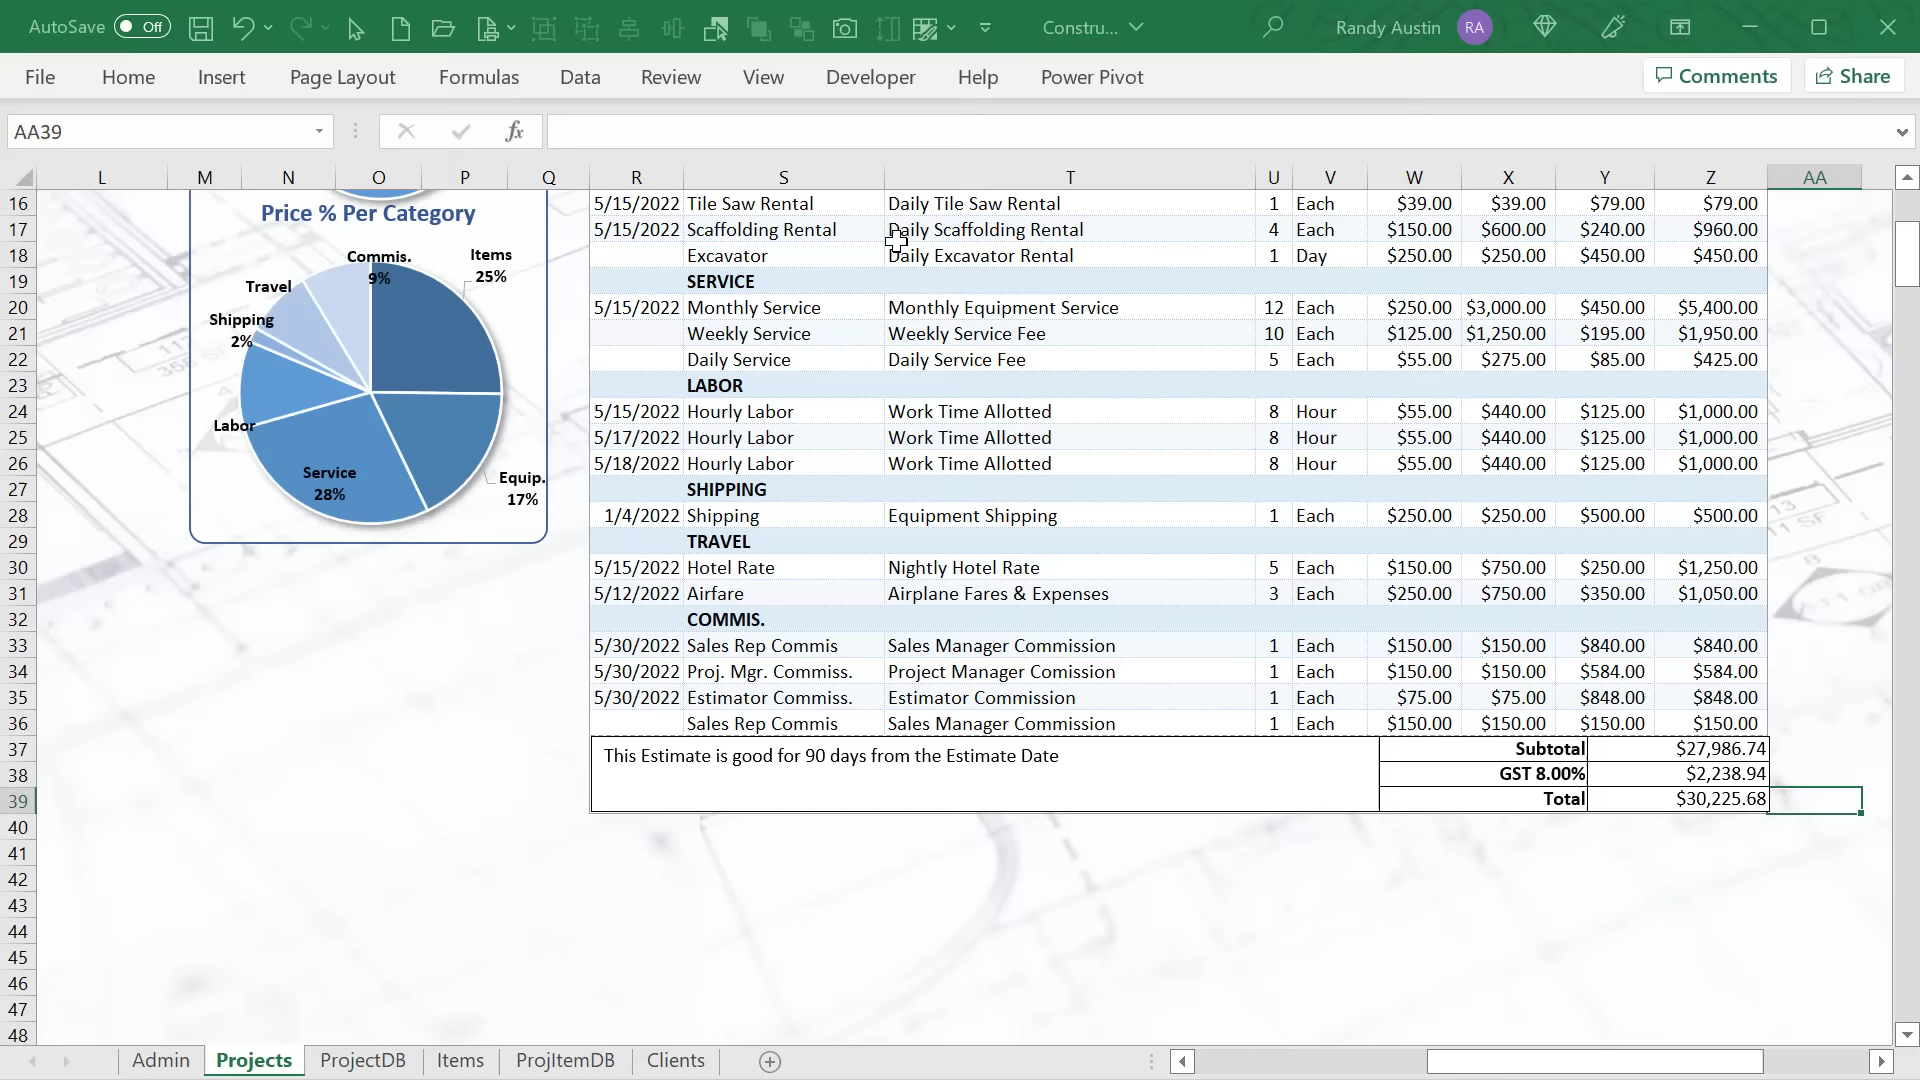 AutoSave Off Constru... Randy Austin RA
File Home Insert Page Layout Formulas Data Review View Developer Help Power Pivot Comments Share
AA39 fx
L M N O P Q R S T U V W X Y Z AA
16 5/15/2022 Tile Saw Rental Daily Tile Saw Rental 1 Each $39.00 $39.00 $79.00 $79.00
17 5/15/2022 Scaffolding Rental Daily Scaffolding Rental 4 Each $150.00 $600.00 $240.00 $960.00
18 Excavator Daily Excavator Rental 1 Day $250.00 $250.00 $450.00 $450.00
19 SERVICE
20 5/15/2022 Monthly Service Monthly Equipment Service 12 Each $250.00 $3,000.00 $450.00 $5,400.00
21 Weekly Service Weekly Service Fee 10 Each $125.00 $1,250.00 $195.00 $1,950.00
22 Daily Service Daily Service Fee 5 Each $55.00 $275.00 $85.00 $425.00
23 LABOR
24 5/15/2022 Hourly Labor Work Time Allotted 8 Hour $55.00 $440.00 $125.00 $1,000.00
25 5/17/2022 Hourly Labor Work Time Allotted 8 Hour $55.00 $440.00 $125.00 $1,000.00
26 5/18/2022 Hourly Labor Work Time Allotted 8 Hour $55.00 $440.00 $125.00 $1,000.00
27 SHIPPING
28 1/4/2022 Shipping Equipment Shipping 1 Each $250.00 $250.00 $500.00 $500.00
29 TRAVEL
30 5/15/2022 Hotel Rate Nightly Hotel Rate 5 Each $150.00 $750.00 $250.00 $1,250.00
31 5/12/2022 Airfare Airplane Fares & Expenses 3 Each $250.00 $750.00 $350.00 $1,050.00
32 COMMIS.
33 5/30/2022 Sales Rep Commis Sales Manager Commission 1 Each $150.00 $150.00 $840.00 $840.00
34 5/30/2022 Proj. Mgr. Commiss. Project Manager Comission 1 Each $150.00 $150.00 $584.00 $584.00
35 5/30/2022 Estimator Commiss. Estimator Commission 1 Each $75.00 $75.00 $848.00 $848.00
36 Sales Rep Commis Sales Manager Commission 1 Each $150.00 $150.00 $150.00 $150.00
37 This Estimate is good for 90 days from the Estimate Date Subtotal $27,986.74
38 GST 8.00% $2,238.94
39 Total $30,225.68
40
41
42
43
44
45
46
47
48
Price % Per Category
Commis.
9%
Items
25%
Travel
Shipping
2%
Labor
Service
28%
Equip.
17%
Admin Projects ProjectDB Items ProjItemDB Clients